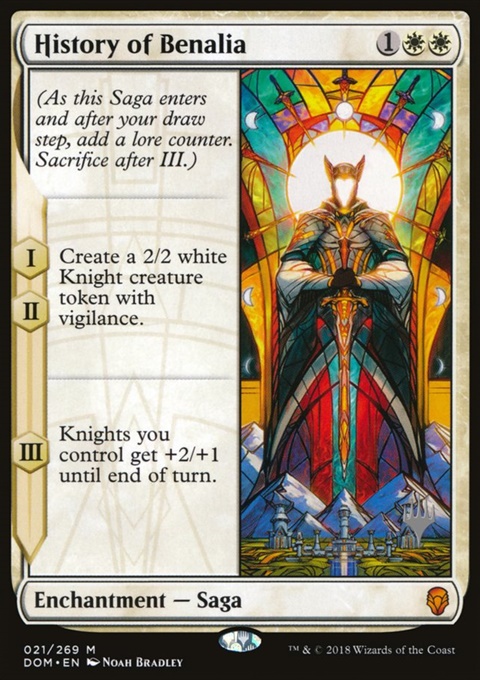 History of Benalia 1
(As this Saga enters
and after your draw
step, add a lore counter.
Sacrifice after III.)
I
II
Create a 2/2 white
Knight creature
token with
vigilance.
III
Knights you
control get +2/+1
until end of turn.
Enchantment — Saga
021/269 M
DOM • EN Noah Bradley
™ & © 2018 Wizards of the Coast